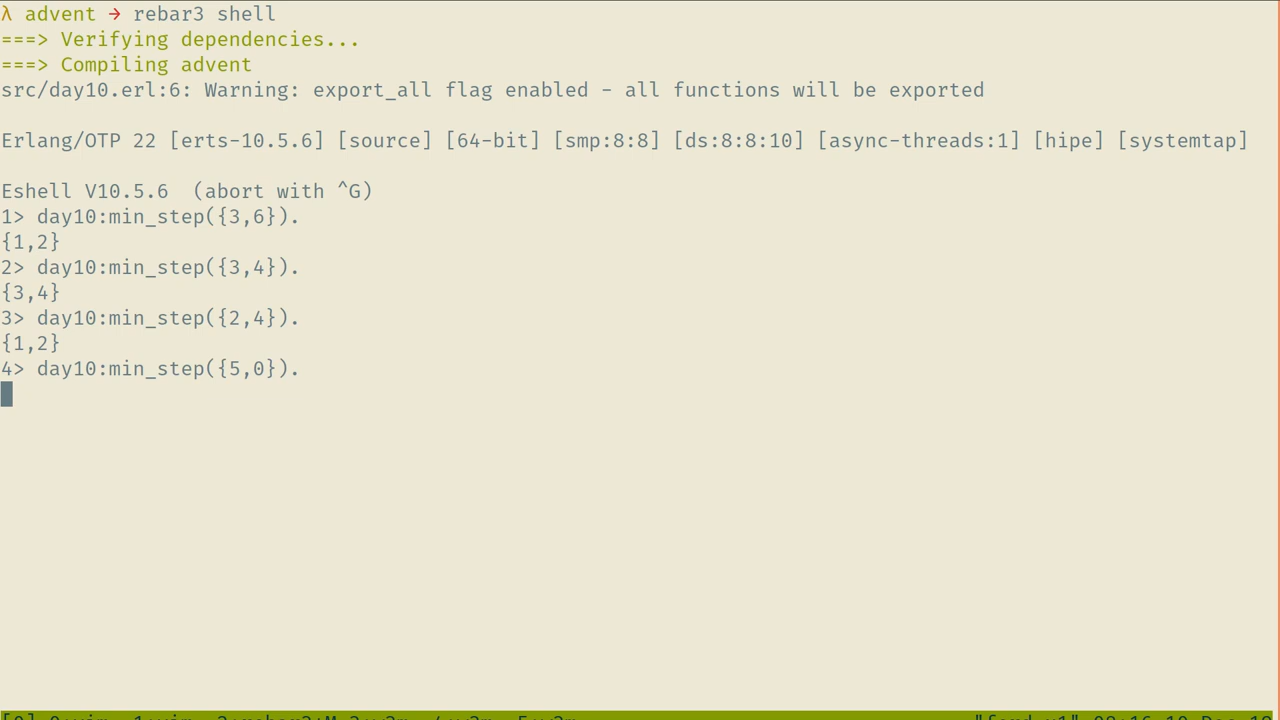 λ advent → rebar3 shell
===> Verifying dependencies...
===> Compiling advent
src/day10.erl:6: Warning: export_all flag enabled - all functions will be exported
Erlang/OTP 22 [erts-10.5.6] [source] [64-bit] [smp:8:8] [ds:8:8:10] [async-threads:1] [hipe] [systemtap]
Eshell V10.5.6  (abort with ^G)
1> day10:min_step({3,6}).
{1,2}
2> day10:min_step({3,4}).
{3,4}
3> day10:min_step({2,4}).
{1,2}
4> day10:min_step({5,0}).